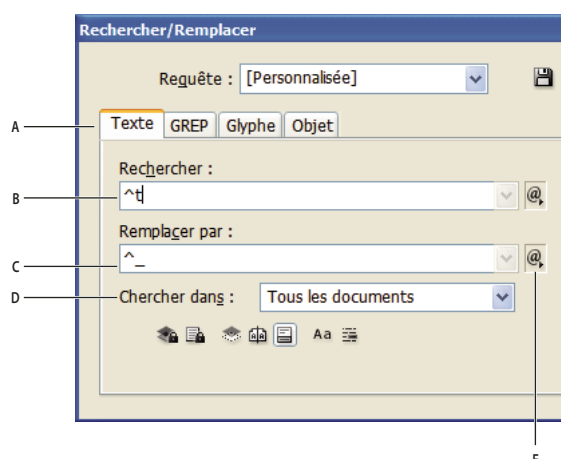 Rechercher/Remplacer
Requête : [Personnalisée]
A Texte GREP Glyphe Objet
Rechercher :
B ^t @
Remplacer par :
C ^_ @
D Chercher dans : Tous les documents
Aa